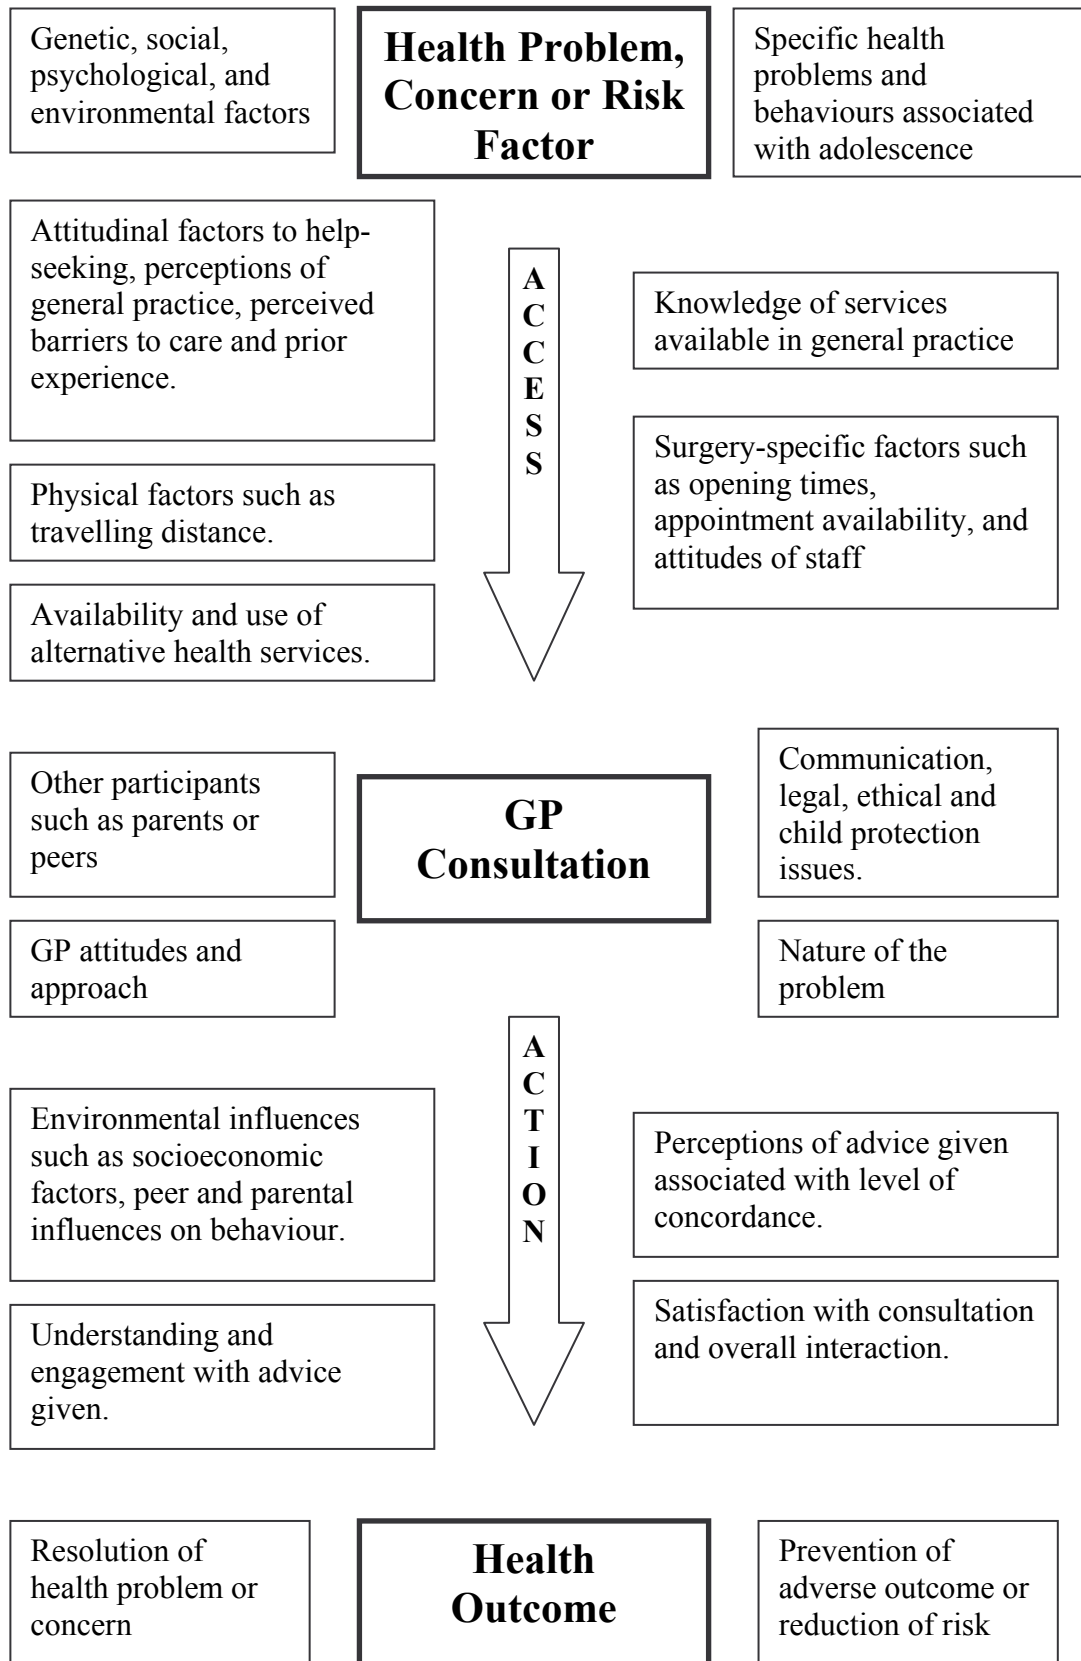 Genetic, social,
psychological, and
environmental factors
Health Problem,
Concern or Risk
Factor
Specific health
problems and
behaviours associated
with adolescence
Attitudinal factors to help-
seeking, perceptions of
general practice, perceived
barriers to care and prior
experience.
Physical factors such as
travelling distance.
Availability and use of
alternative health services.
A
C
C
E
S
S
Knowledge of services
available in general practice
Surgery-specific factors such
as opening times,
appointment availability, and
attitudes of staff
Other participants
such as parents or
peers
GP attitudes and
approach
GP
Consultation
Communication,
legal, ethical and
child protection
issues.
Nature of the
problem
Environmental influences
such as socioeconomic
factors, peer and parental
influences on behaviour.
Understanding and
engagement with advice
given.
A
C
T
I
O
N
Perceptions of advice given
associated with level of
concordance.
Satisfaction with consultation
and overall interaction.
Resolution of
health problem or
concern
Health
Outcome
Prevention of
adverse outcome or
reduction of risk